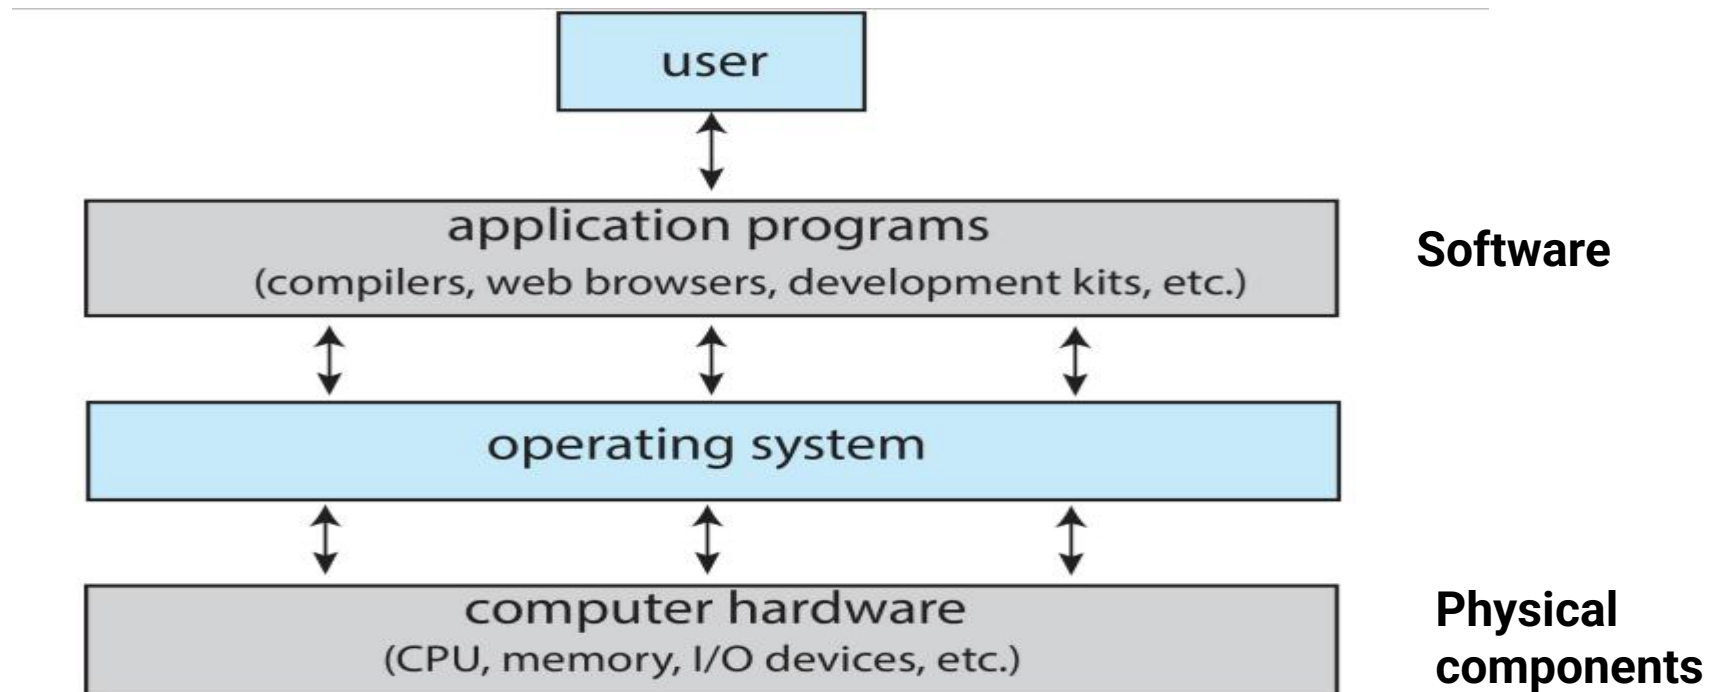 user
application programs
(compilers, web browsers, development kits, etc.)
Software
operating system
computer hardware
(CPU, memory, I/O devices, etc.)
Physical
components